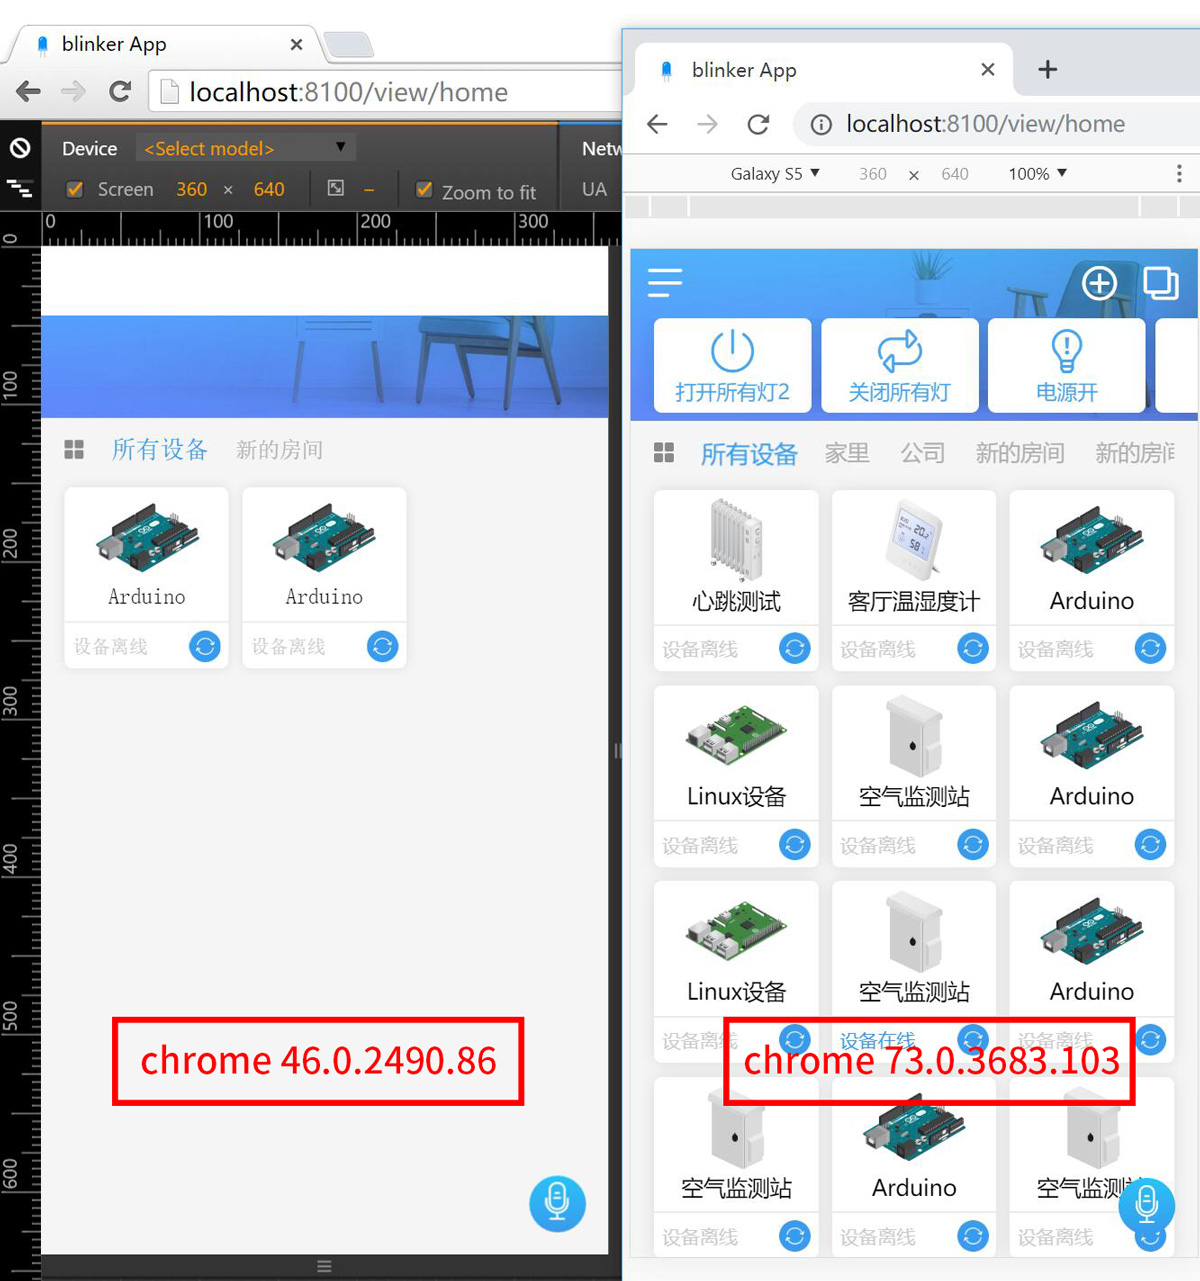 blinker App
localhost:8100/view/home
Device <Select model>
Netw
Screen 360 × 640
Zoom to fit
UA
0 100 200 300
0
100
200
300
400
500
600
所有设备 新的房间
Arduino Arduino
设备离线 设备离线
chrome 46.0.2490.86
blinker App
localhost:8100/view/home
Galaxy S5 360 × 640 100%
打开所有灯2 关闭所有灯 电源开
所有设备 家里 公司 新的房间 新的房间
20.2
58
心跳测试 客厅温湿度计 Arduino
设备离线 设备离线 设备离线
Linux设备 空气监测站 Arduino
设备离线 设备离线 设备离线
Linux设备 空气监测站 Arduino
设备离线 设备在线 设备离线
chrome 73.0.3683.103
空气监测站 Arduino 空气监测站
设备离线 设备离线 设备离线